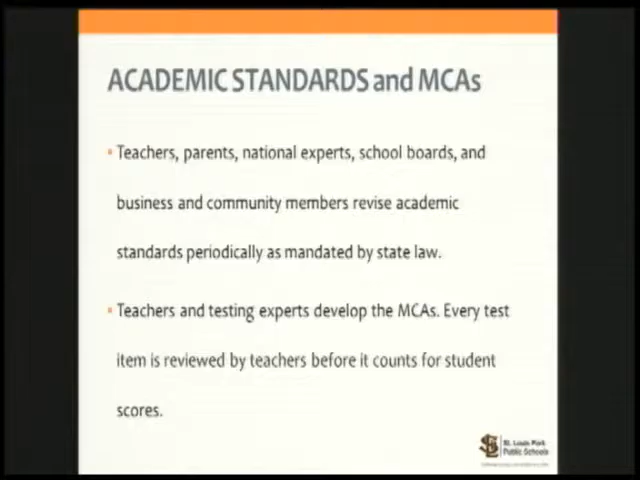 ACADEMIC STANDARDS and MCAs
• Teachers, parents, national experts, school boards, and
business and community members revise academic
standards periodically as mandated by state law.
• Teachers and testing experts develop the MCAs. Every test
item is reviewed by teachers before it counts for student
scores.
SL St. Louis Park
Public Schools